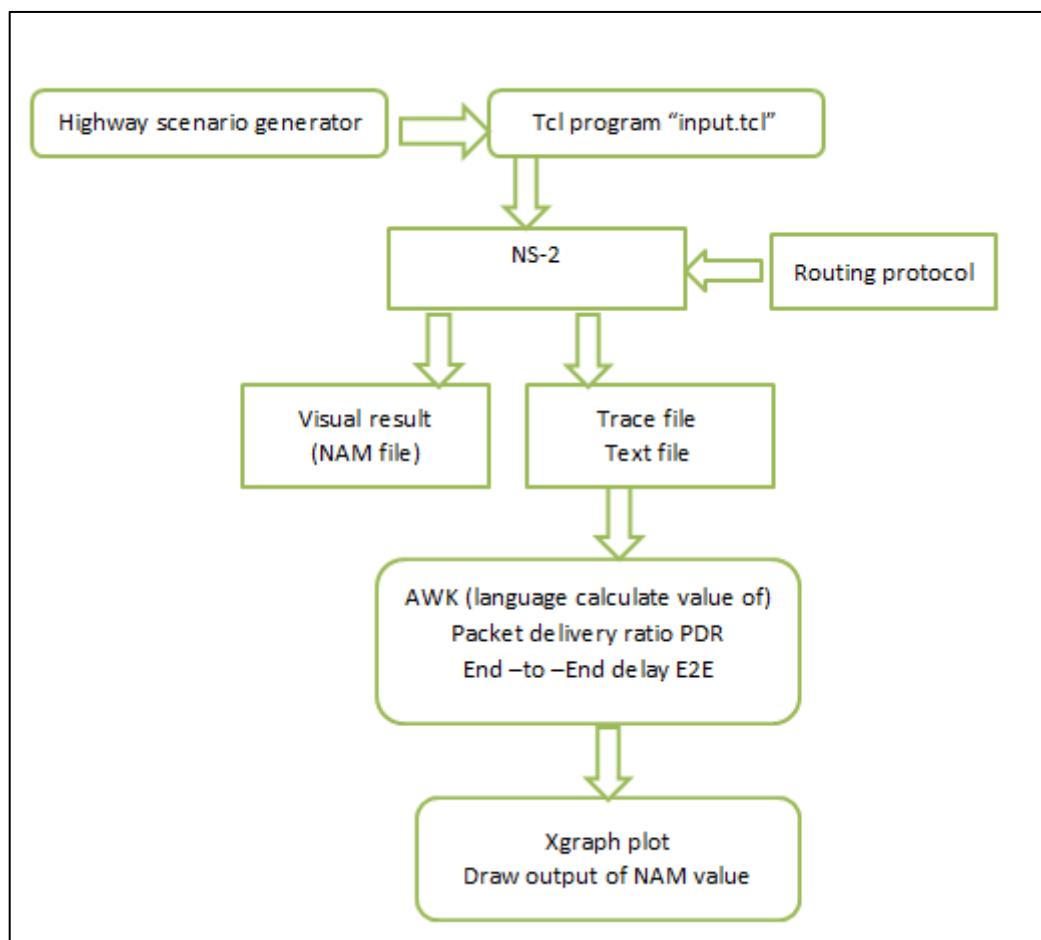 Highway scenario generator
Tcl program “input.tcl”
NS-2
Routing protocol
Visual result
(NAM file)
Trace file
Text file
AWK (language calculate value of)
Packet delivery ratio PDR
End –to –End delay E2E
Xgraph plot
Draw output of NAM value